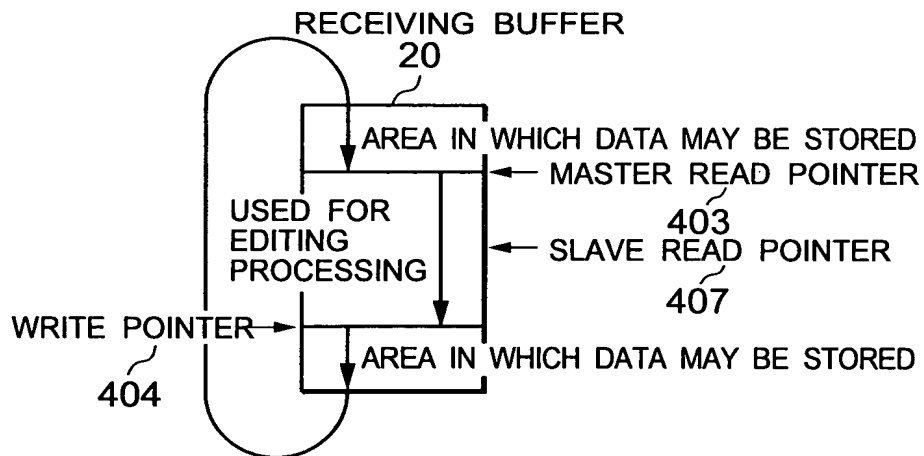 RECEIVING BUFFER
20
AREA IN WHICH DATA MAY BE STORED
MASTER READ POINTER
403
USED FOR
EDITING
PROCESSING
SLAVE READ POINTER
407
WRITE POINTER
404
AREA IN WHICH DATA MAY BE STORED